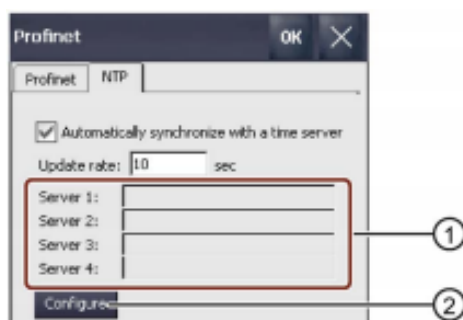 Profinet OK
Profinet NTP
Automatically synchronize with a time server
Update rate: 10 sec
Server 1:
Server 2:
Server 3:
Server 4:
1
Configure
2